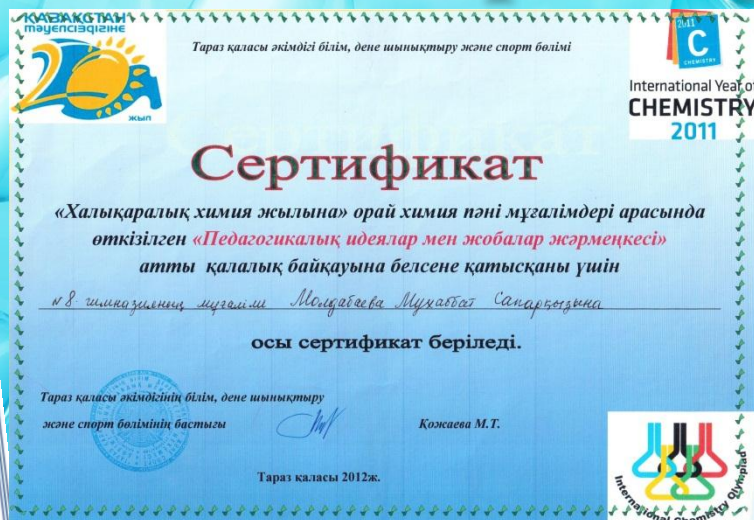 ҚАЗАҚСТАН
тәуелсіздігіне
20
жыл
Тараз қаласы әкімдігі білім, дене шынықтыру және спорт бөлімі
2011
C
CHEMISTRY
International Year of
CHEMISTRY
2011
Сертификат
«Халықаралық химия жылына» орай химия пәні мұғалімдері арасында
өткізілген «Педагогикалық идеялар мен жобалар жәрмеңкесі»
атты қалалық байқауына белсене қатысқаны үшін
№8 гимназияның мұғалімі Молдабаева Мухаббат Сапарқызына
осы сертификат беріледі.
Тараз қаласы әкімдігінің білім, дене шынықтыру
және спорт бөлімінің бастығы Қожаева М.Т.
Тараз қаласы 2012ж.
International Chemistry Olympiad